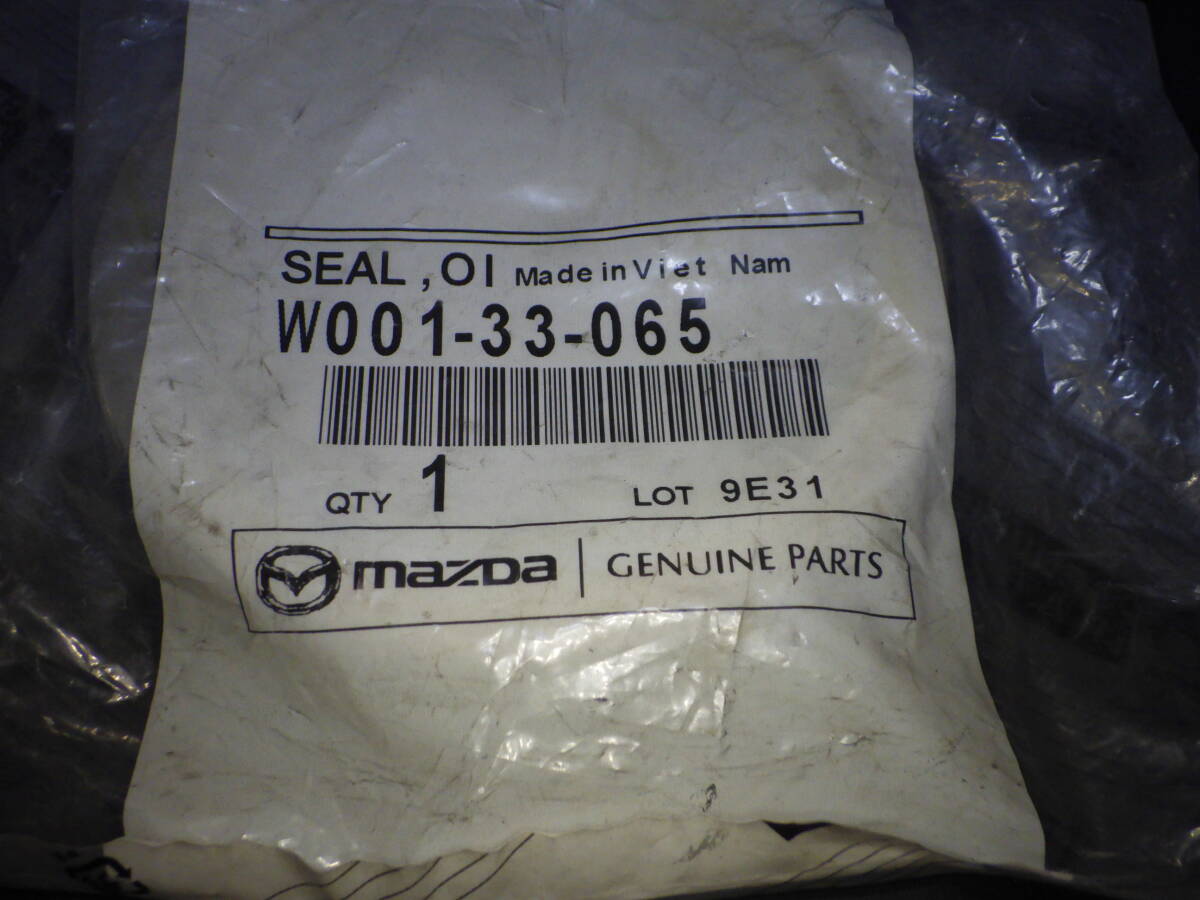 SEAL ,OI Made in Viet Nam
W001-33-065
QTY 1 LOT 9E31
mazda | GENUINE PARTS